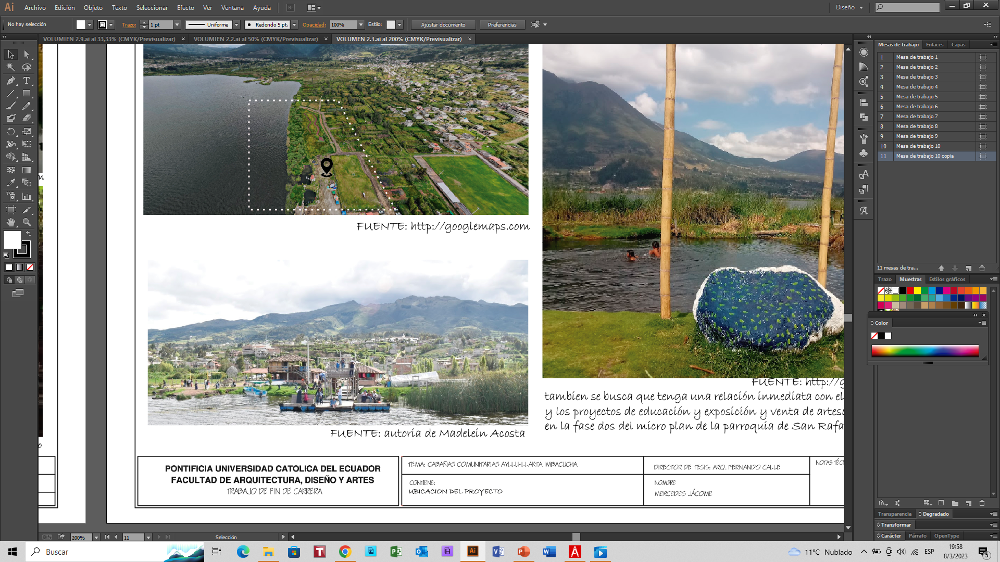 Ai Archivo Edición Objeto Texto Seleccionar Efecto Ver Ventana Ayuda Br Diseño
No hay selección Trazo: 1 pt Uniforme Redondo 5 pt. Opacidad: 100% Estilo: Ajustar documento Preferencias
VOLUMIEN 2.9.ai al 33,33% (CMYK/Previsualizar) × VOLUMIEN 2.2.ai al 50% (CMYK/Previsualizar) × VOLUMEN 2.1.ai al 200% (CMYK/Previsualizar) ×
Mesas de trabajo Enlaces Capas
1 Mesa de trabajo 1
2 Mesa de trabajo 2
3 Mesa de trabajo 3
4 Mesa de trabajo 4
5 Mesa de trabajo 5
6 Mesa de trabajo 6
7 Mesa de trabajo 7
8 Mesa de trabajo 8
9 Mesa de trabajo 9
10 Mesa de trabajo 10
11 Mesa de trabajo 10 copia
11 mesas de tra...
Trazo Muestras Estilos gráficos
Color
Transparencia Degradado
Transformar
Carácter Párrafo OpenType
FUENTE: http://googlemaps.com
FUENTE: autoría de Madelein Acosta
FUENTE: http://g
tambien se busca que tenga una relación inmediata con el
y los proyectos de educación y exposición y venta de artes
en la fase dos del micro plan de la parroquia de San Rafa
PONTIFICIA UNIVERSIDAD CATOLICA DEL ECUADOR
FACULTAD DE ARQUITECTURA, DISEÑO Y ARTES
TRABAJO DE FIN DE CARRERA
TEMA: CABAÑAS COMUNITARIAS AYLLU-LLAKTA IMBACUCHA
CONTIENE:
UBICACION DEL PROYECTO
DIRECTOR DE TESIS: ARQ. FERNANDO CALLE
NOMBRE
MERCEDES JÁCOME
NOTAS TÉC
200% 11 Selección
Buscar
11°C Nublado ESP 19:58
8/3/2023 5